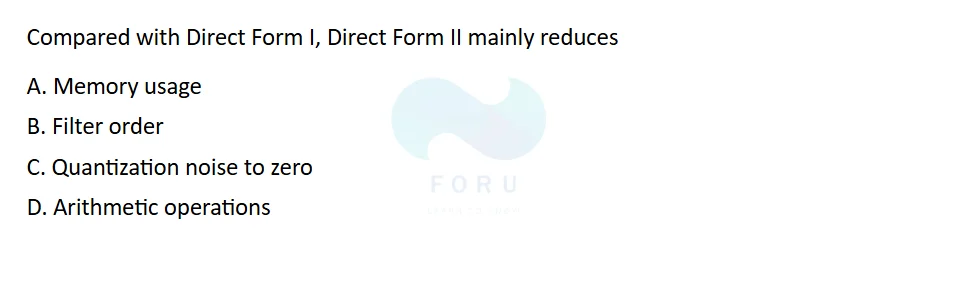 Compared with Direct Form I, Direct Form II mainly reduces
A. Memory usage
B. Filter order
C. Quantization noise to zero
D. Arithmetic operations
FORU